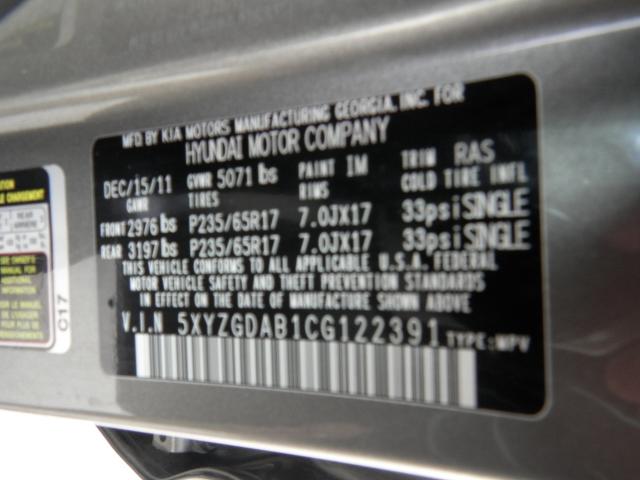 MFD. BY KIA MOTORS MANUFACTURING GEORGIA, INC. FOR
HYUNDAI MOTOR COMPANY
DEC/15/11 GVWR 5071 lbs PAINT IM TRIM RAS
GAWR TIRES RIMS COLD TIRE INFL
FRONT 2976 lbs P235/65R17 7.0JX17 33psi SINGLE
REAR 3197 lbs P235/65R17 7.0JX17 33psi SINGLE
THIS VEHICLE CONFORMS TO ALL APPLICABLE U.S.A. FEDERAL
MOTOR VEHICLE SAFETY AND THEFT PREVENTION STANDARDS
IN EFFECT ON THE DATE OF MANUFACTURE SHOWN ABOVE
V.I.N 5XYZGDAB1CG122391 TYPE:MPV
C17